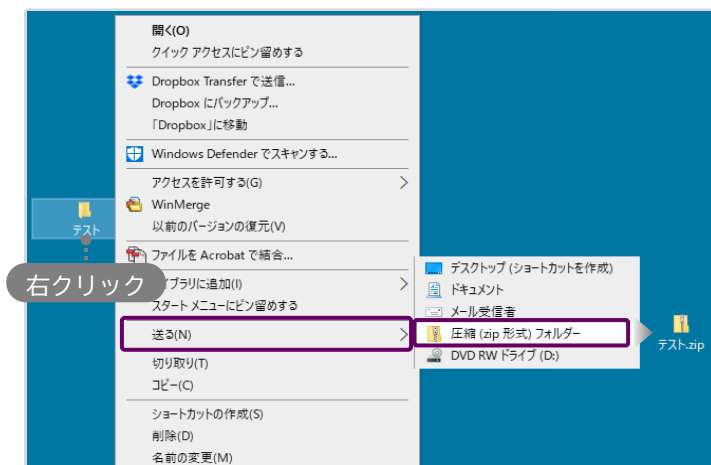 開く(O)
クイック アクセスにピン留めする
Dropbox Transfer で送信...
Dropbox にバックアップ...
「Dropbox」に移動
Windows Defender でスキャンする...
アクセスを許可する(G)
WinMerge
以前のバージョンの復元(V)
テスト
ファイルを Acrobat で結合...
右クリック
イブラリに追加(I)
スタート メニューにピン留めする
送る(N)
切り取り(T)
コピー(C)
ショートカットの作成(S)
削除(D)
名前の変更(M)
デスクトップ (ショートカットを作成)
ドキュメント
メール受信者
圧縮 (zip 形式) フォルダー
DVD RW ドライブ (D:)
テスト.zip